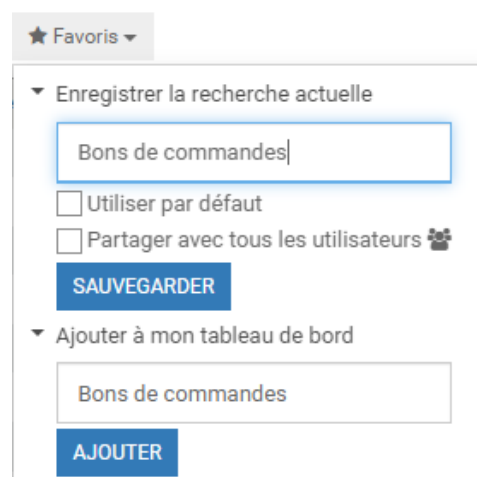 Favoris
Enregistrer la recherche actuelle
Bons de commandes
Utiliser par défaut
Partager avec tous les utilisateurs
SAUVEGARDER
Ajouter à mon tableau de bord
Bons de commandes
AJOUTER